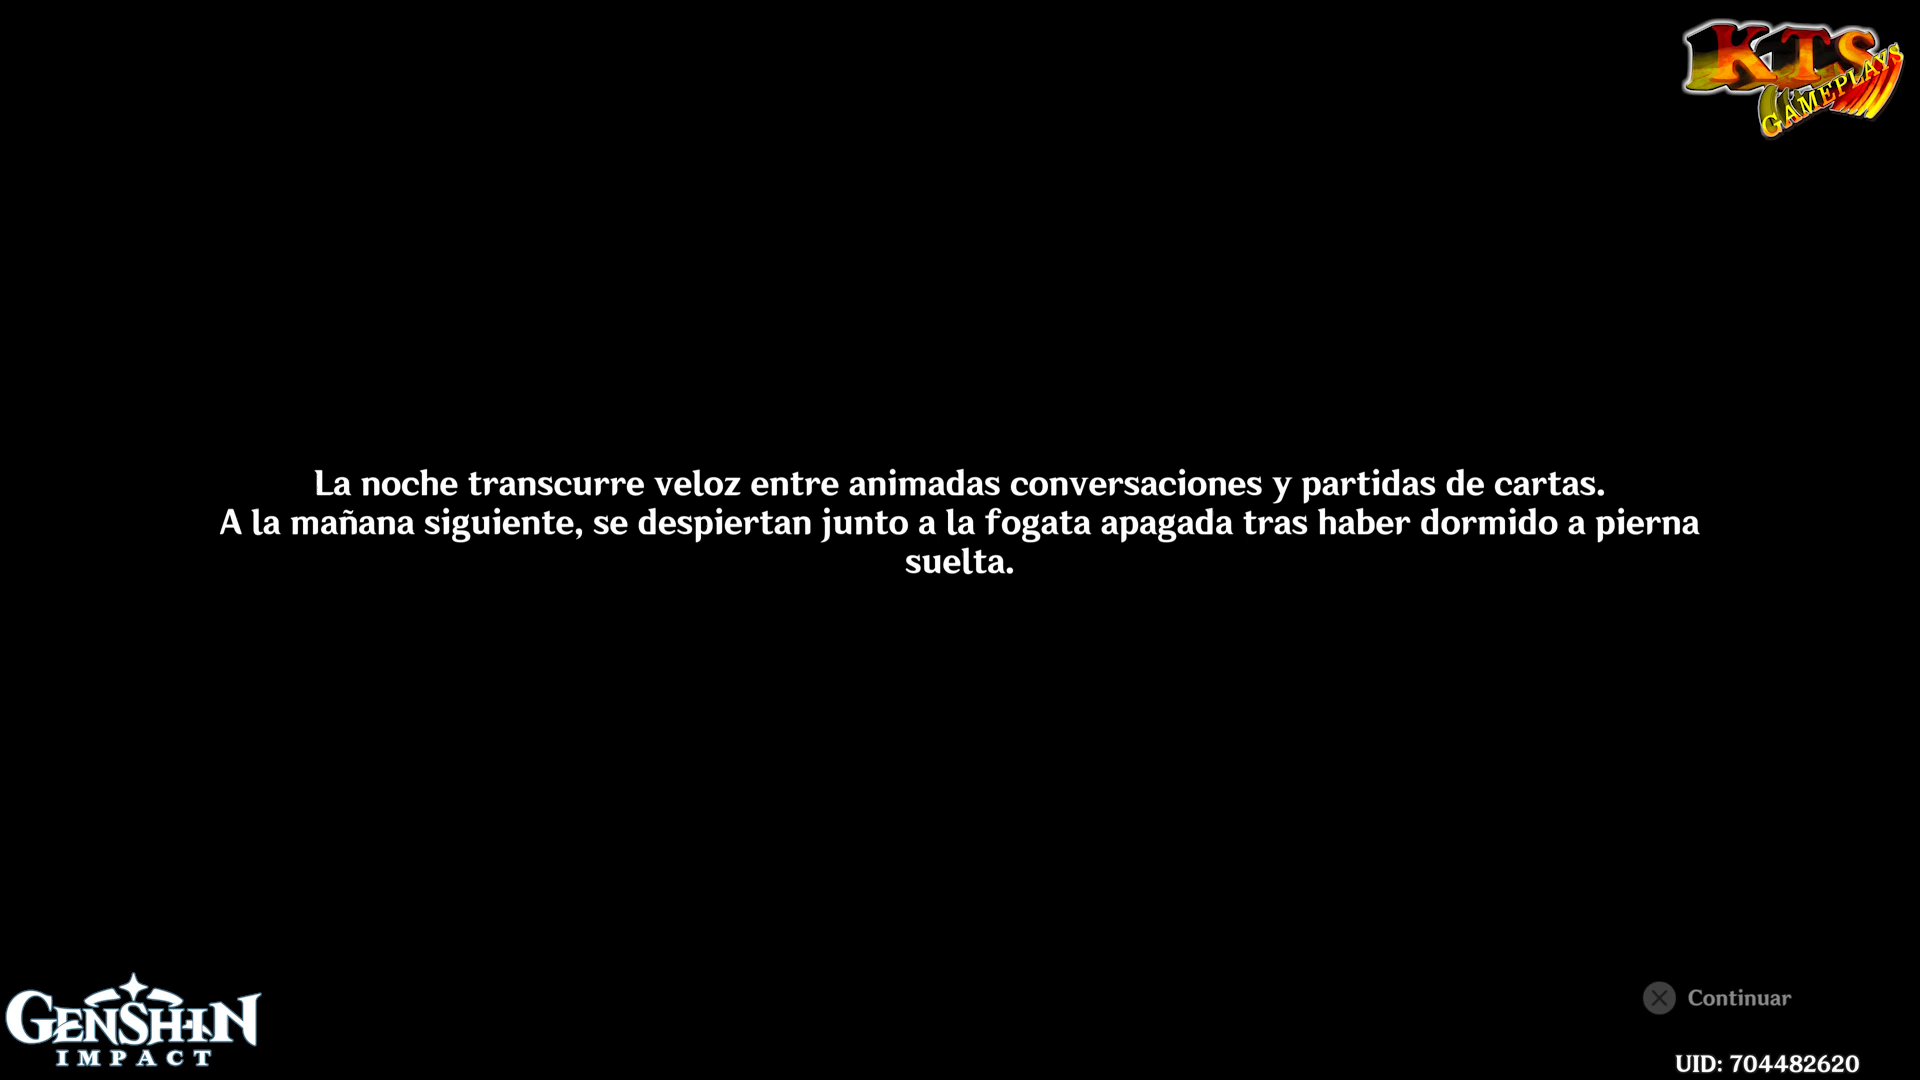 KTS
GAMEPLAYS
La noche transcurre veloz entre animadas conversaciones y partidas de cartas.
A la mañana siguiente, se despiertan junto a la fogata apagada tras haber dormido a pierna
suelta.
GENSHIN
IMPACT
Continuar
UID: 704482620